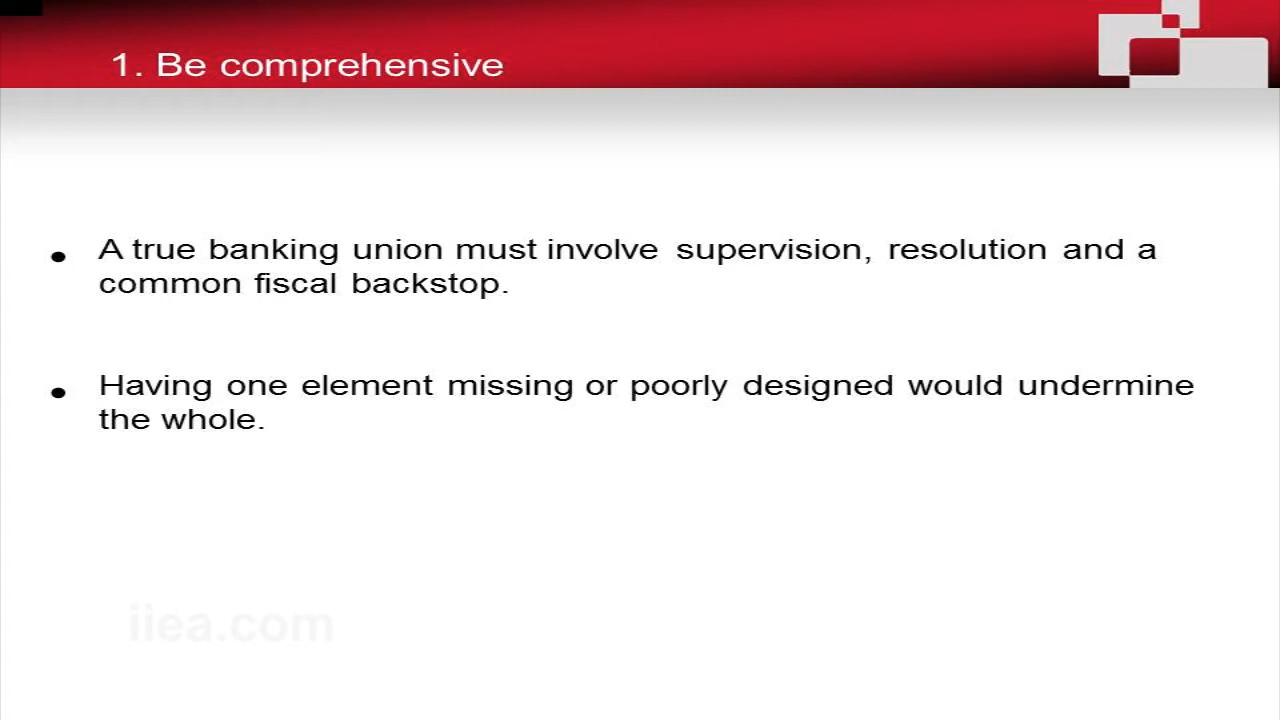 1. Be comprehensive
• A true banking union must involve supervision, resolution and a
common fiscal backstop.
• Having one element missing or poorly designed would undermine
the whole.
iiea.com